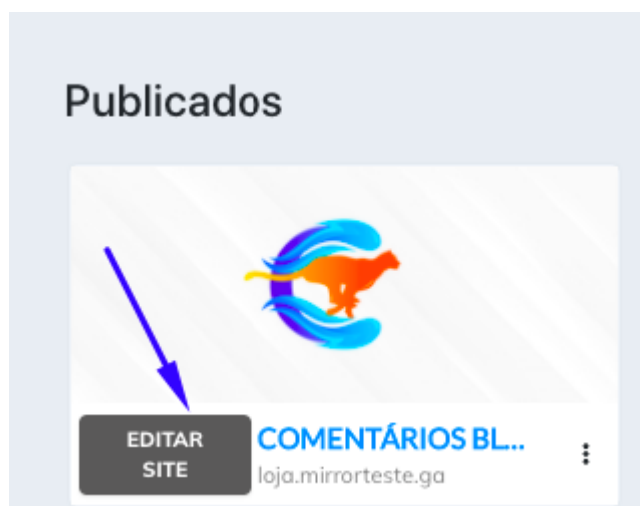 Publicados
EDITAR
SITE
COMENTÁRIOS BL...
loja.mirrorteste.ga